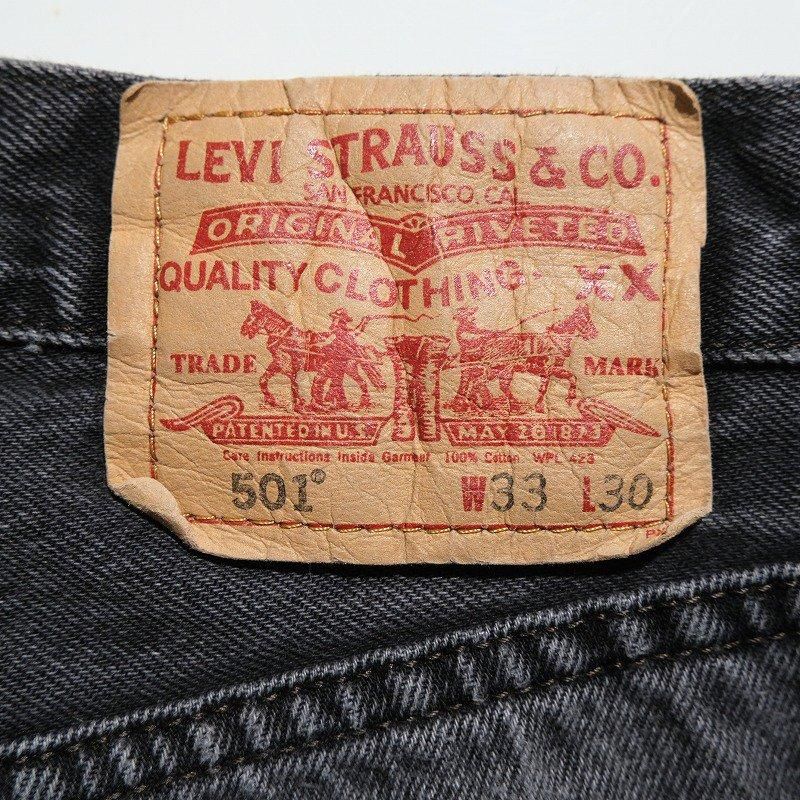 LEVI STRAUSS & CO.
SAN FRANCISCO, CAL.
ORIGINAL RIVETED
QUALITY CLOTHING. XX
TRADE MARK
PATENTED IN U.S. MAY 20 1873
Care Instructions Inside Garment 100% Cotton WPL 423
501® W33 L30